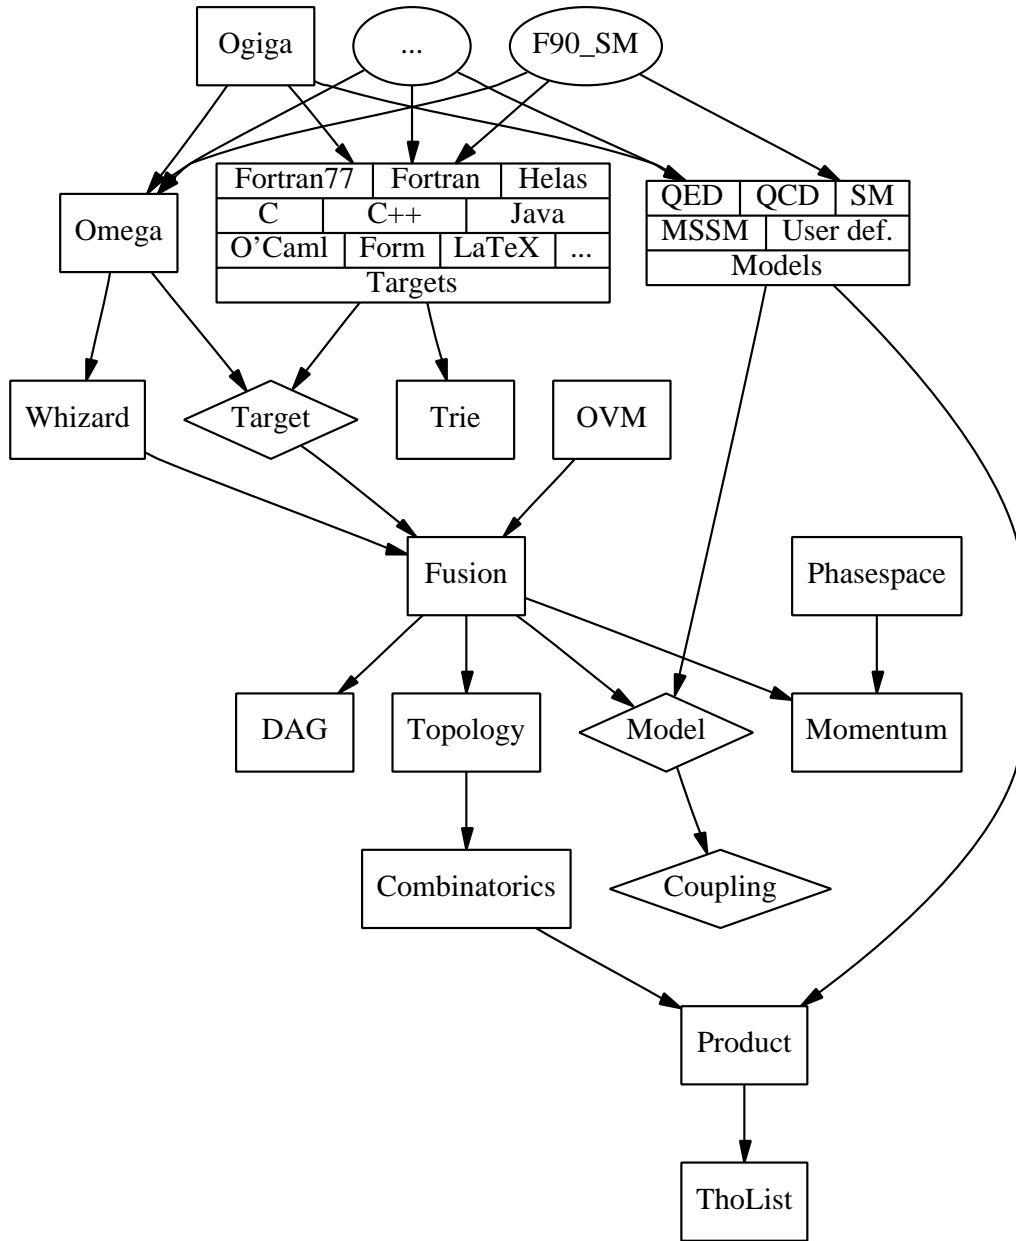 Ogiga ... F90_SM
Fortran77 Fortran Helas
QED QCD SM
C C++ Java
Omega MSSM User def.
O'Caml Form LaTeX ...
Models
Targets
Whizard Target Trie OVM
Fusion Phasespace
DAG Topology Model Momentum
Combinatorics Coupling
Product
ThoList